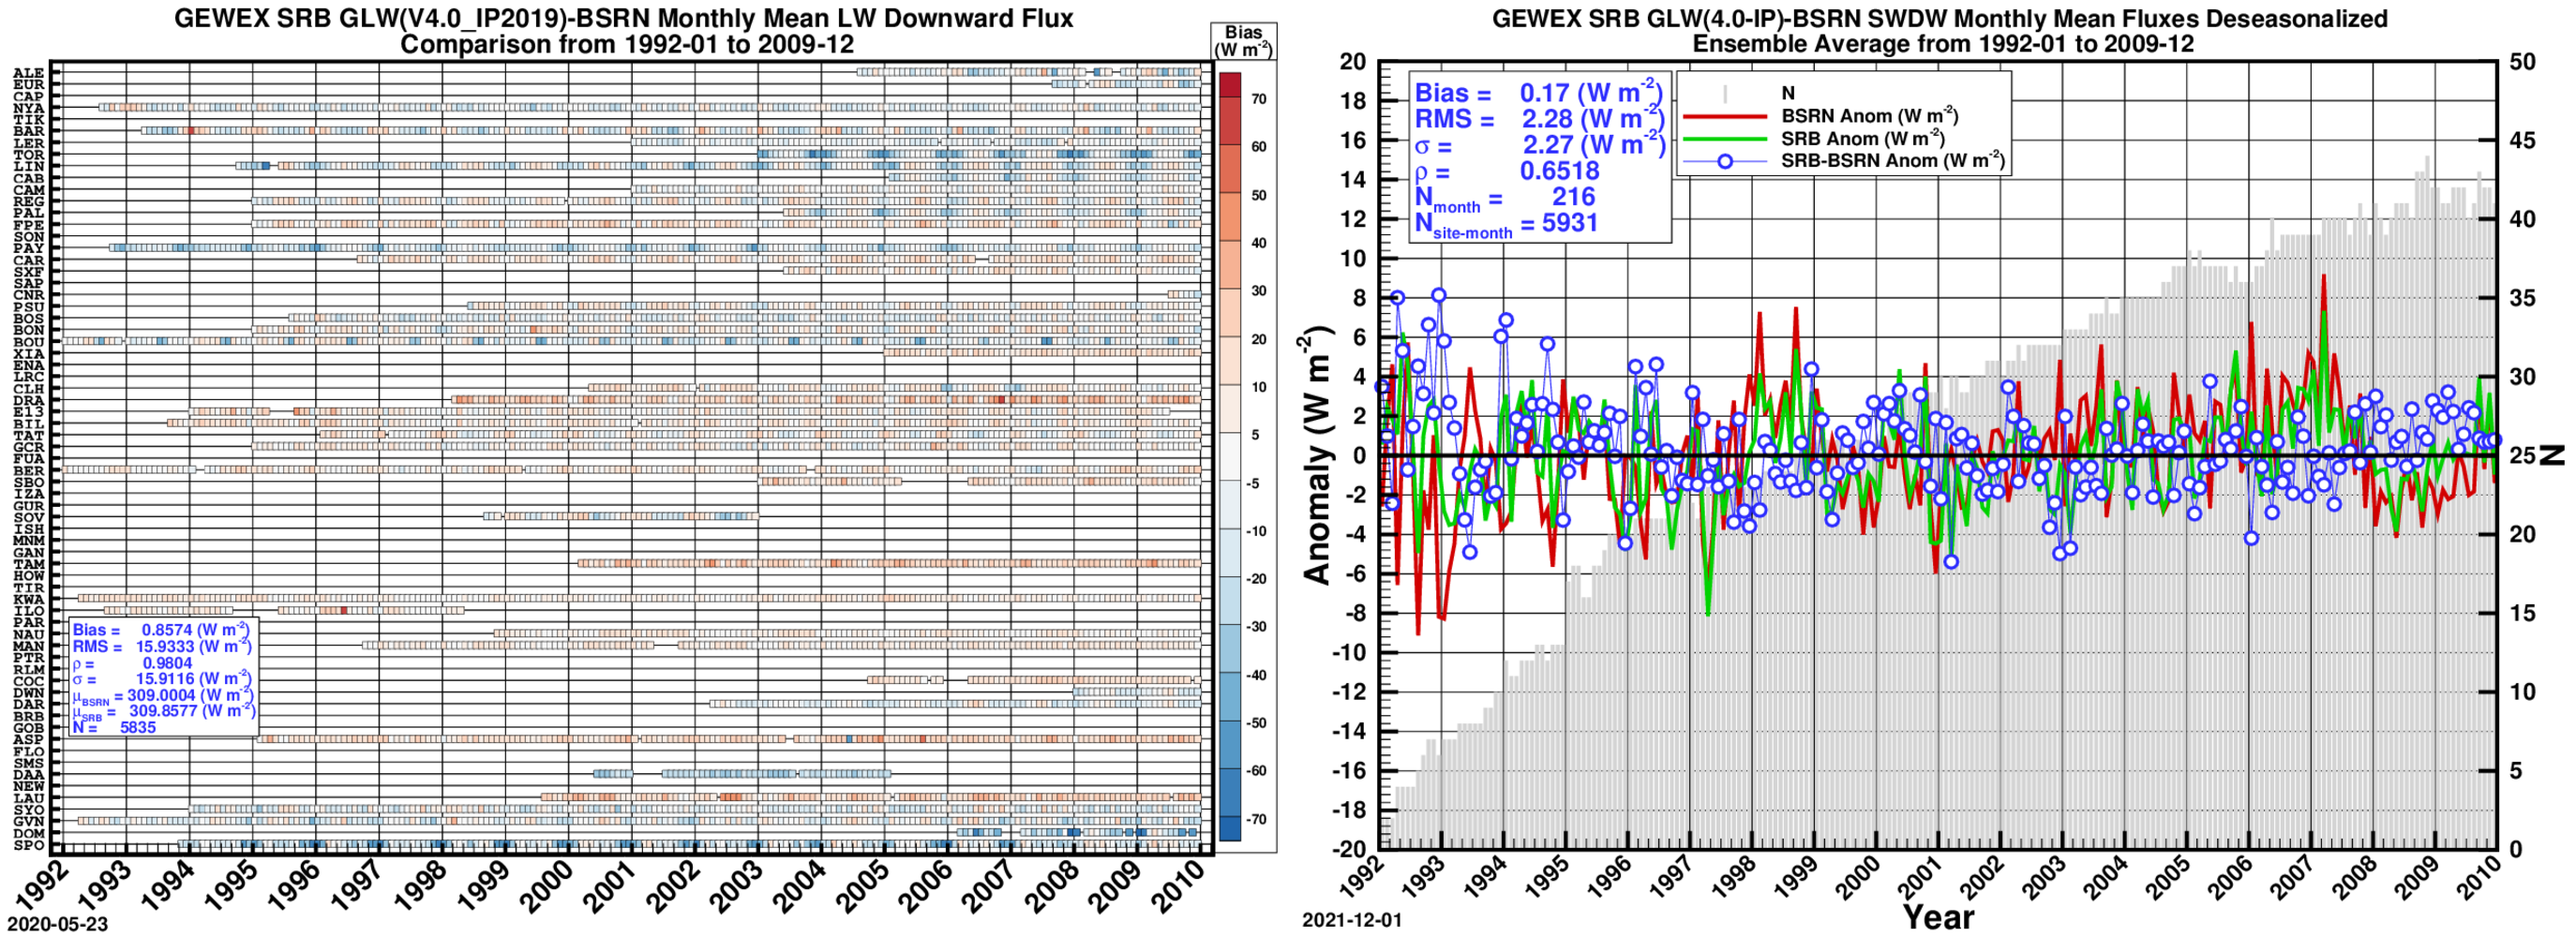 GEWEX SRB GLW(V4.0_IP2019)-BSRN Monthly Mean LW Downward Flux
Comparison from 1992-01 to 2009-12
Bias
(W m-2)
ALE
EUR
CAP
NYA
TIK
BAR
LER
TOR
LIN
CAB
CAM
REG
PAL
FPE
SON
PAY
CAR
SXF
SAP
CNR
PSU
BOS
BON
BOU
XIA
ENA
LRC
CLH
DRA
E13
BIL
TAT
GCR
FUA
BER
SBO
IZA
GUR
SOV
ISH
MNM
GAN
TAM
HOW
TIR
KWA
ILO
PAR
NAU
MAN
PTR
RLM
COC
DWN
DAR
BRB
GOB
ASP
FLO
SMS
DAA
NEW
LAU
SYO
GVN
DOM
SPO
Bias = 0.8574 (W m-2)
RMS = 15.9333 (W m-2)
ρ = 0.9804
σ = 15.9116 (W m-2)
μBSRN = 309.0004 (W m-2)
μSRB = 309.8577 (W m-2)
N = 5835
70
60
50
40
30
20
10
5
-5
-10
-20
-30
-40
-50
-60
-70
1992 1993 1994 1995 1996 1997 1998 1999 2000 2001 2002 2003 2004 2005 2006 2007 2008 2009 2010
2020-05-23
GEWEX SRB GLW(4.0-IP)-BSRN SWDW Monthly Mean Fluxes Deseasonalized
Ensemble Average from 1992-01 to 2009-12
Bias = 0.17 (W m-2)
RMS = 2.28 (W m-2)
σ = 2.27 (W m-2)
ρ = 0.6518
Nmonth = 216
Nsite-month = 5931
N
BSRN Anom (W m-2)
SRB Anom (W m-2)
SRB-BSRN Anom (W m-2)
Anomaly (W m-2)
20
18
16
14
12
10
8
6
4
2
0
-2
-4
-6
-8
-10
-12
-14
-16
-18
-20
50
45
40
35
30
25
20
15
10
5
0
N
1992 1993 1994 1995 1996 1997 1998 1999 2000 2001 2002 2003 2004 2005 2006 2007 2008 2009 2010
Year
2021-12-01